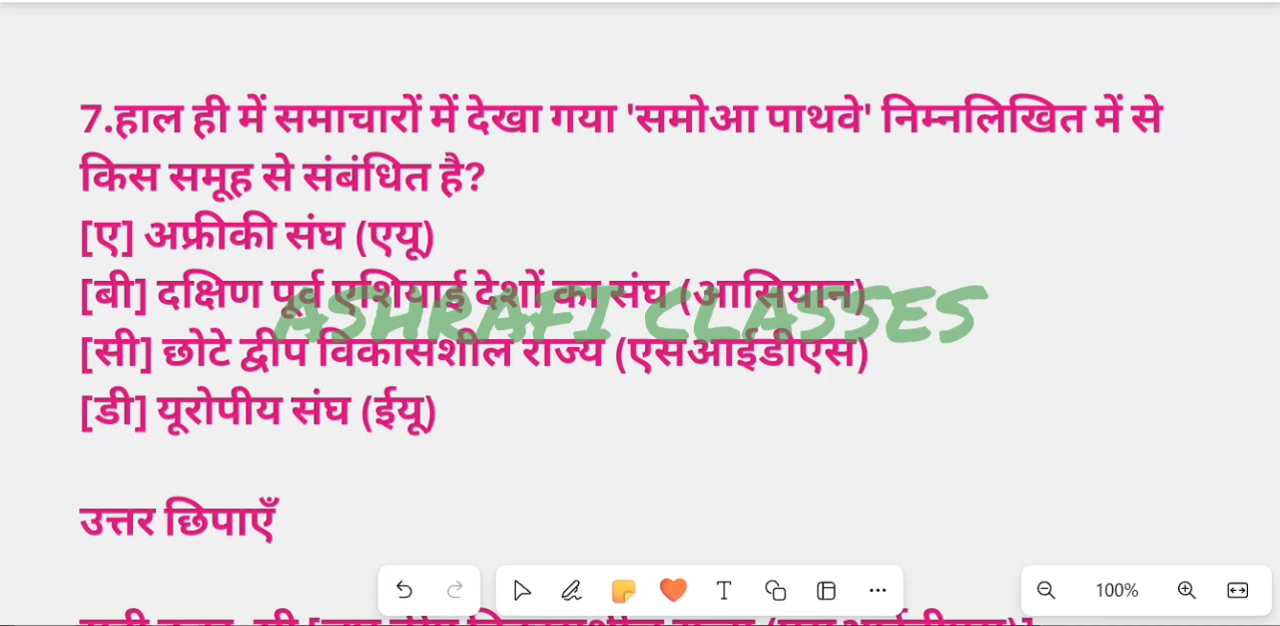 7.हाल ही में समाचारों में देखा गया 'समोआ पाथवे' निम्नलिखित में से
किस समूह से संबंधित है?
[ए] अफ्रीकी संघ (एयू)
[बी] दक्षिण पूर्व एशियाई देशों का संघ (आसियान)
ASHRAFI CLASSES
[सी] छोटे द्वीप विकासशील राज्य (एसआईडीएस)
[डी] यूरोपीय संघ (ईयू)
उत्तर छिपाएँ
100%